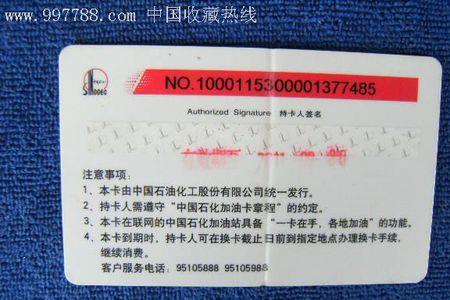 www.997788.com 中国收藏热线
NO.1000115300001377485
Authorized Signature 持卡人签名
注意事项：
1、本卡由中国石油化工股份有限公司统一发行。
2、持卡人需遵守“中国石化加油卡章程”的约定。
3、本卡在联网的中国石化加油站具备“一卡在手，各地加油”的功能。
4、本卡到期时，持卡人可在换卡截止日前到指定地点办理换卡手续，
继续消费。
客户服务电话：95105888 95105988